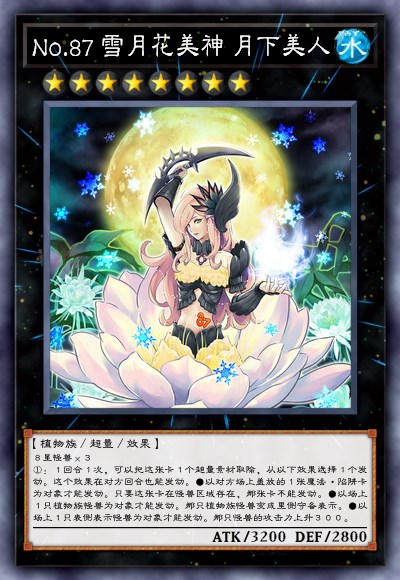 No.87 雪月花美神 月下美人 水
87
【植物族/超量/效果】
8星怪兽×3
①：1回合1次，可以把这张卡1个超量素材取除，从以下效果选择1个发
动。这个效果在对方回合也能发动。●以对方场上盖放的1张魔法·陷阱卡
为对象才能发动。只要这张卡在怪兽区域存在，那张卡不能发动。●以场上
1只植物族怪兽为对象才能发动。那只植物族怪兽变成里侧守备表示。●以
场上1只表侧表示怪兽为对象才能发动。那只怪兽的攻击力上升300。
ATK/3200 DEF/2800